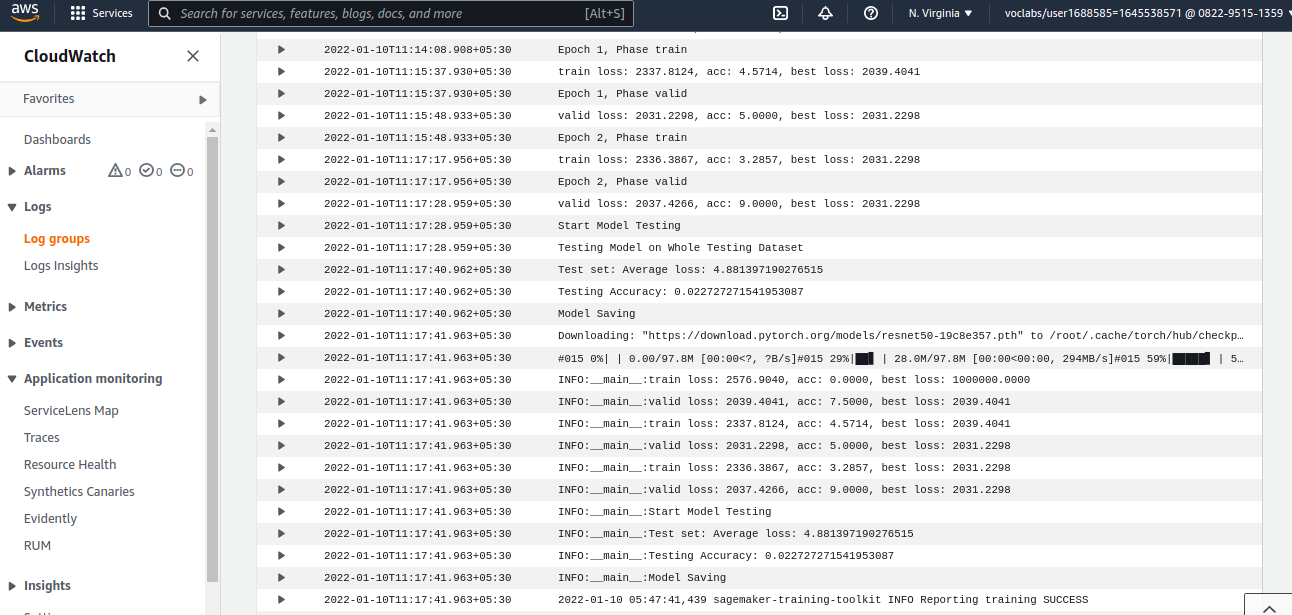 aws Services Search for services, features, blogs, docs, and more [Alt+S] N. Virginia voclabs/user1688585=1645538571 @ 0822-9515-1359
CloudWatch
Favorites
Dashboards
Alarms 0 0 0
Logs
Log groups
Logs Insights
Metrics
Events
Application monitoring
ServiceLens Map
Traces
Resource Health
Synthetics Canaries
Evidently
RUM
Insights
2022-01-10T11:14:08.908+05:30 Epoch 1, Phase train
2022-01-10T11:15:37.930+05:30 train loss: 2337.8124, acc: 4.5714, best loss: 2039.4041
2022-01-10T11:15:37.930+05:30 Epoch 1, Phase valid
2022-01-10T11:15:48.933+05:30 valid loss: 2031.2298, acc: 5.0000, best loss: 2031.2298
2022-01-10T11:15:48.933+05:30 Epoch 2, Phase train
2022-01-10T11:17:17.956+05:30 train loss: 2336.3867, acc: 3.2857, best loss: 2031.2298
2022-01-10T11:17:17.956+05:30 Epoch 2, Phase valid
2022-01-10T11:17:28.959+05:30 valid loss: 2037.4266, acc: 9.0000, best loss: 2031.2298
2022-01-10T11:17:28.959+05:30 Start Model Testing
2022-01-10T11:17:28.959+05:30 Testing Model on Whole Testing Dataset
2022-01-10T11:17:40.962+05:30 Test set: Average loss: 4.881397190276515
2022-01-10T11:17:40.962+05:30 Testing Accuracy: 0.022727271541953087
2022-01-10T11:17:40.962+05:30 Model Saving
2022-01-10T11:17:41.963+05:30 Downloading: "https://download.pytorch.org/models/resnet50-19c8e357.pth" to /root/.cache/torch/hub/checkp…
2022-01-10T11:17:41.963+05:30 #015 0%| | 0.00/97.8M [00:00<?, ?B/s]#015 29%|██▊ | 28.0M/97.8M [00:00<00:00, 294MB/s]#015 59%|█████▊ | 5…
2022-01-10T11:17:41.963+05:30 INFO:__main__:train loss: 2576.9040, acc: 0.0000, best loss: 1000000.0000
2022-01-10T11:17:41.963+05:30 INFO:__main__:valid loss: 2039.4041, acc: 7.5000, best loss: 2039.4041
2022-01-10T11:17:41.963+05:30 INFO:__main__:train loss: 2337.8124, acc: 4.5714, best loss: 2039.4041
2022-01-10T11:17:41.963+05:30 INFO:__main__:valid loss: 2031.2298, acc: 5.0000, best loss: 2031.2298
2022-01-10T11:17:41.963+05:30 INFO:__main__:train loss: 2336.3867, acc: 3.2857, best loss: 2031.2298
2022-01-10T11:17:41.963+05:30 INFO:__main__:valid loss: 2037.4266, acc: 9.0000, best loss: 2031.2298
2022-01-10T11:17:41.963+05:30 INFO:__main__:Start Model Testing
2022-01-10T11:17:41.963+05:30 INFO:__main__:Test set: Average loss: 4.881397190276515
2022-01-10T11:17:41.963+05:30 INFO:__main__:Testing Accuracy: 0.022727271541953087
2022-01-10T11:17:41.963+05:30 INFO:__main__:Model Saving
2022-01-10T11:17:41.963+05:30 2022-01-10 05:47:41,439 sagemaker-training-toolkit INFO Reporting training SUCCESS